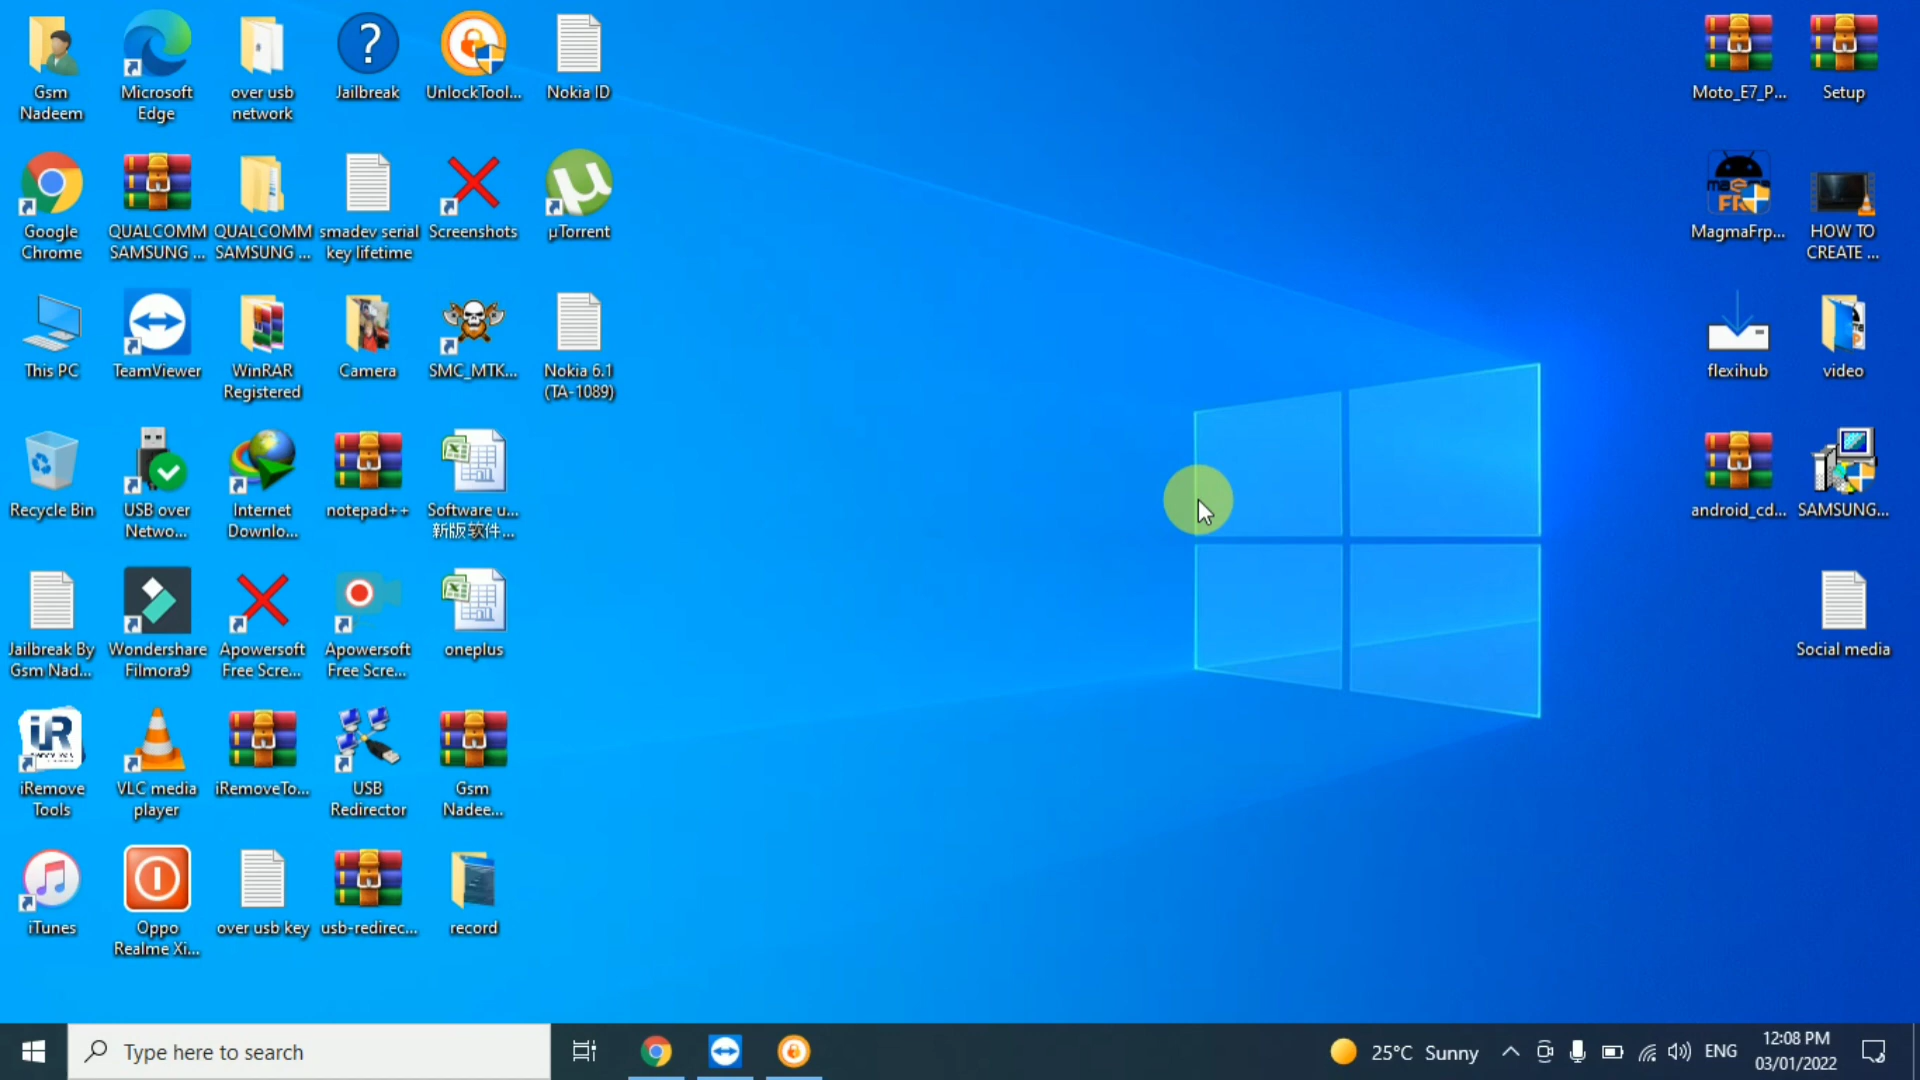 Gsm
Nadeem
Microsoft
Edge
over usb
network
?
Jailbreak
UnlockTool...
Nokia ID
Moto_E7_P...
Setup
Google
Chrome
QUALCOMM
SAMSUNG ...
QUALCOMM
SAMSUNG ...
smadev serial
key lifetime
Screenshots
µ
µTorrent
MagmaFrp...
HOW TO
CREATE ...
This PC
TeamViewer
WinRAR
Registered
Camera
SMC_MTK...
Nokia 6.1
(TA-1089)
flexihub
video
Recycle Bin
USB over
Netwo...
Internet
Downlo...
notepad++
Software u...
新版软件...
android_cd...
SAMSUNG...
Jailbreak By
Gsm Nad...
Wondershare
Filmora9
Apowersoft
Free Scre...
Apowersoft
Free Scre...
oneplus
Social media
iR
iRemove
Tools
VLC media
player
iRemoveTo...
USB
Redirector
Gsm
Nadee...
iTunes
Oppo
Realme Xi...
over usb key
usb-redirec...
record
Type here to search
25°C Sunny
ENG
12:08 PM
03/01/2022